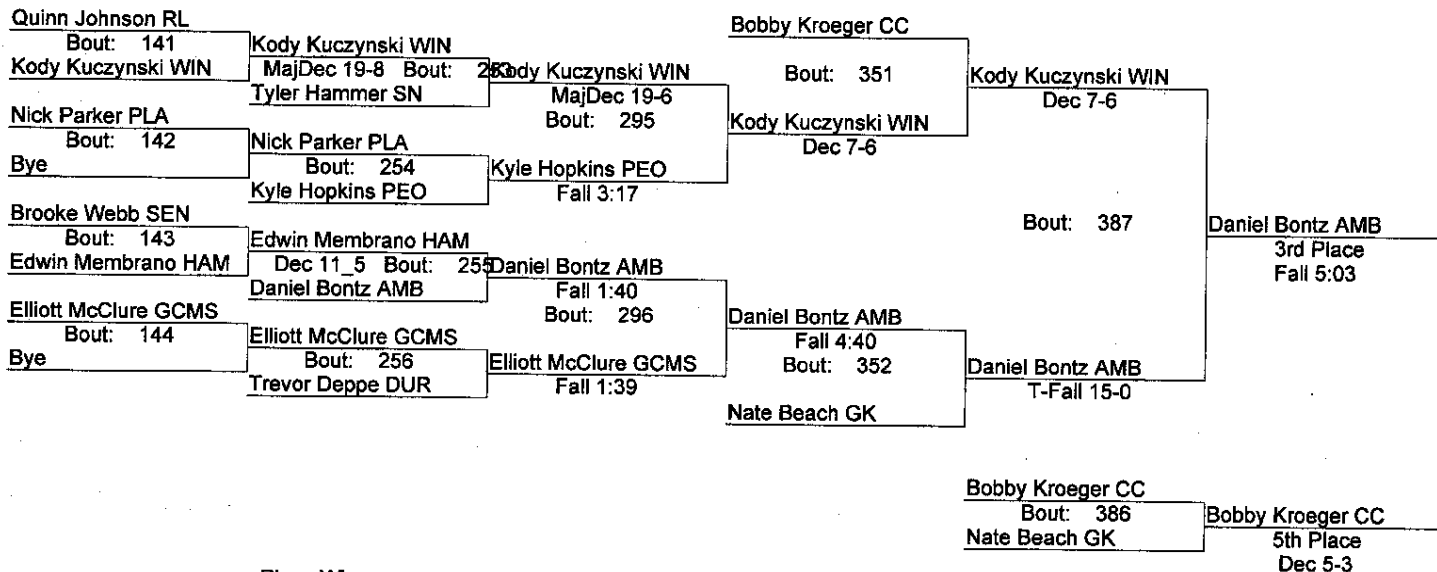 Quinn Johnson RL
Bout: 141
Kody Kuczynski WIN
Nick Parker PLA
Bout: 142
Bye
Brooke Webb SEN
Bout: 143
Edwin Membrano HAM
Elliott McClure GCMS
Bout: 144
Bye
Kody Kuczynski WIN
MajDec 19-8 Bout: 253
Tyler Hammer SN
Nick Parker PLA
Bout: 254
Kyle Hopkins PEO
Edwin Membrano HAM
Dec 11_5 Bout: 255
Daniel Bontz AMB
Elliott McClure GCMS
Bout: 256
Trevor Deppe DUR
Kody Kuczynski WIN
MajDec 19-6
Bout: 295
Kyle Hopkins PEO
Fall 3:17
Daniel Bontz AMB
Fall 1:40
Bout: 296
Elliott McClure GCMS
Fall 1:39
Bobby Kroeger CC
Bout: 351
Kody Kuczynski WIN
Dec 7-6
Daniel Bontz AMB
Fall 4:40
Bout: 352
Nate Beach GK
Kody Kuczynski WIN
Dec 7-6
Bout: 387
Daniel Bontz AMB
T-Fall 15-0
Daniel Bontz AMB
3rd Place
Fall 5:03
Bobby Kroeger CC
Bout: 386
Nate Beach GK
Bobby Kroeger CC
5th Place
Dec 5-3